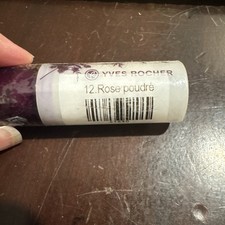 YVES ROCHER
12.Rose poudré